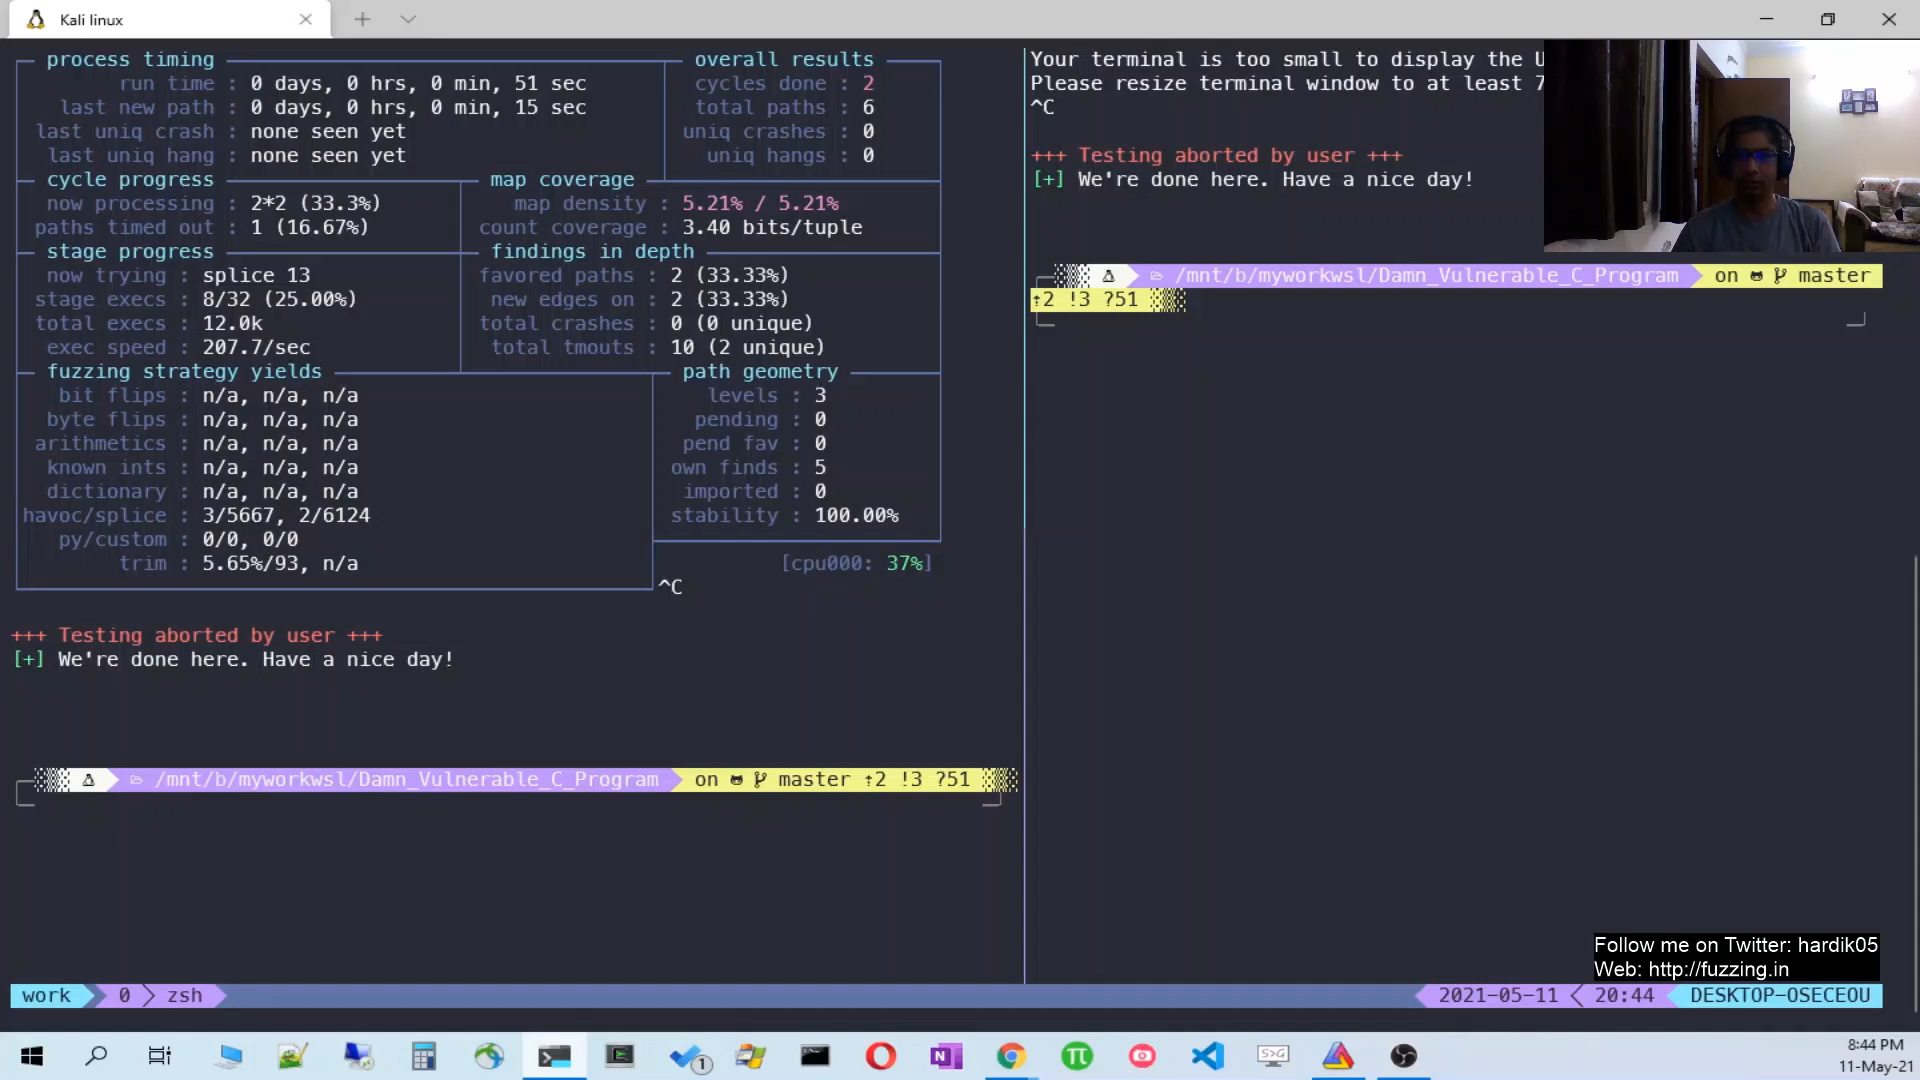 Kali linux
process timing
run time : 0 days, 0 hrs, 0 min, 51 sec
last new path : 0 days, 0 hrs, 0 min, 15 sec
last uniq crash : none seen yet
last uniq hang : none seen yet
overall results
cycles done : 2
total paths : 6
uniq crashes : 0
uniq hangs : 0
cycle progress
now processing : 2*2 (33.3%)
paths timed out : 1 (16.67%)
map coverage
map density : 5.21% / 5.21%
count coverage : 3.40 bits/tuple
stage progress
now trying : splice 13
stage execs : 8/32 (25.00%)
total execs : 12.0k
exec speed : 207.7/sec
findings in depth
favored paths : 2 (33.33%)
new edges on : 2 (33.33%)
total crashes : 0 (0 unique)
total tmouts : 10 (2 unique)
fuzzing strategy yields
bit flips : n/a, n/a, n/a
byte flips : n/a, n/a, n/a
arithmetics : n/a, n/a, n/a
known ints : n/a, n/a, n/a
dictionary : n/a, n/a, n/a
havoc/splice : 3/5667, 2/6124
py/custom : 0/0, 0/0
trim : 5.65%/93, n/a
path geometry
levels : 3
pending : 0
pend fav : 0
own finds : 5
imported : 0
stability : 100.00%
[cpu000: 37%]
^C
+++ Testing aborted by user +++
[+] We're done here. Have a nice day!
/mnt/b/myworkwsl/Damn_Vulnerable_C_Program on master ⇡2 !3 ?51
Your terminal is too small to display the U
Please resize terminal window to at least 7
^C
+++ Testing aborted by user +++
[+] We're done here. Have a nice day!
/mnt/b/myworkwsl/Damn_Vulnerable_C_Program on master
⇡2 !3 ?51
Follow me on Twitter: hardik05
Web: http://fuzzing.in
work 0 zsh
2021-05-11 20:44 DESKTOP-OSECEOU
8:44 PM
11-May-21